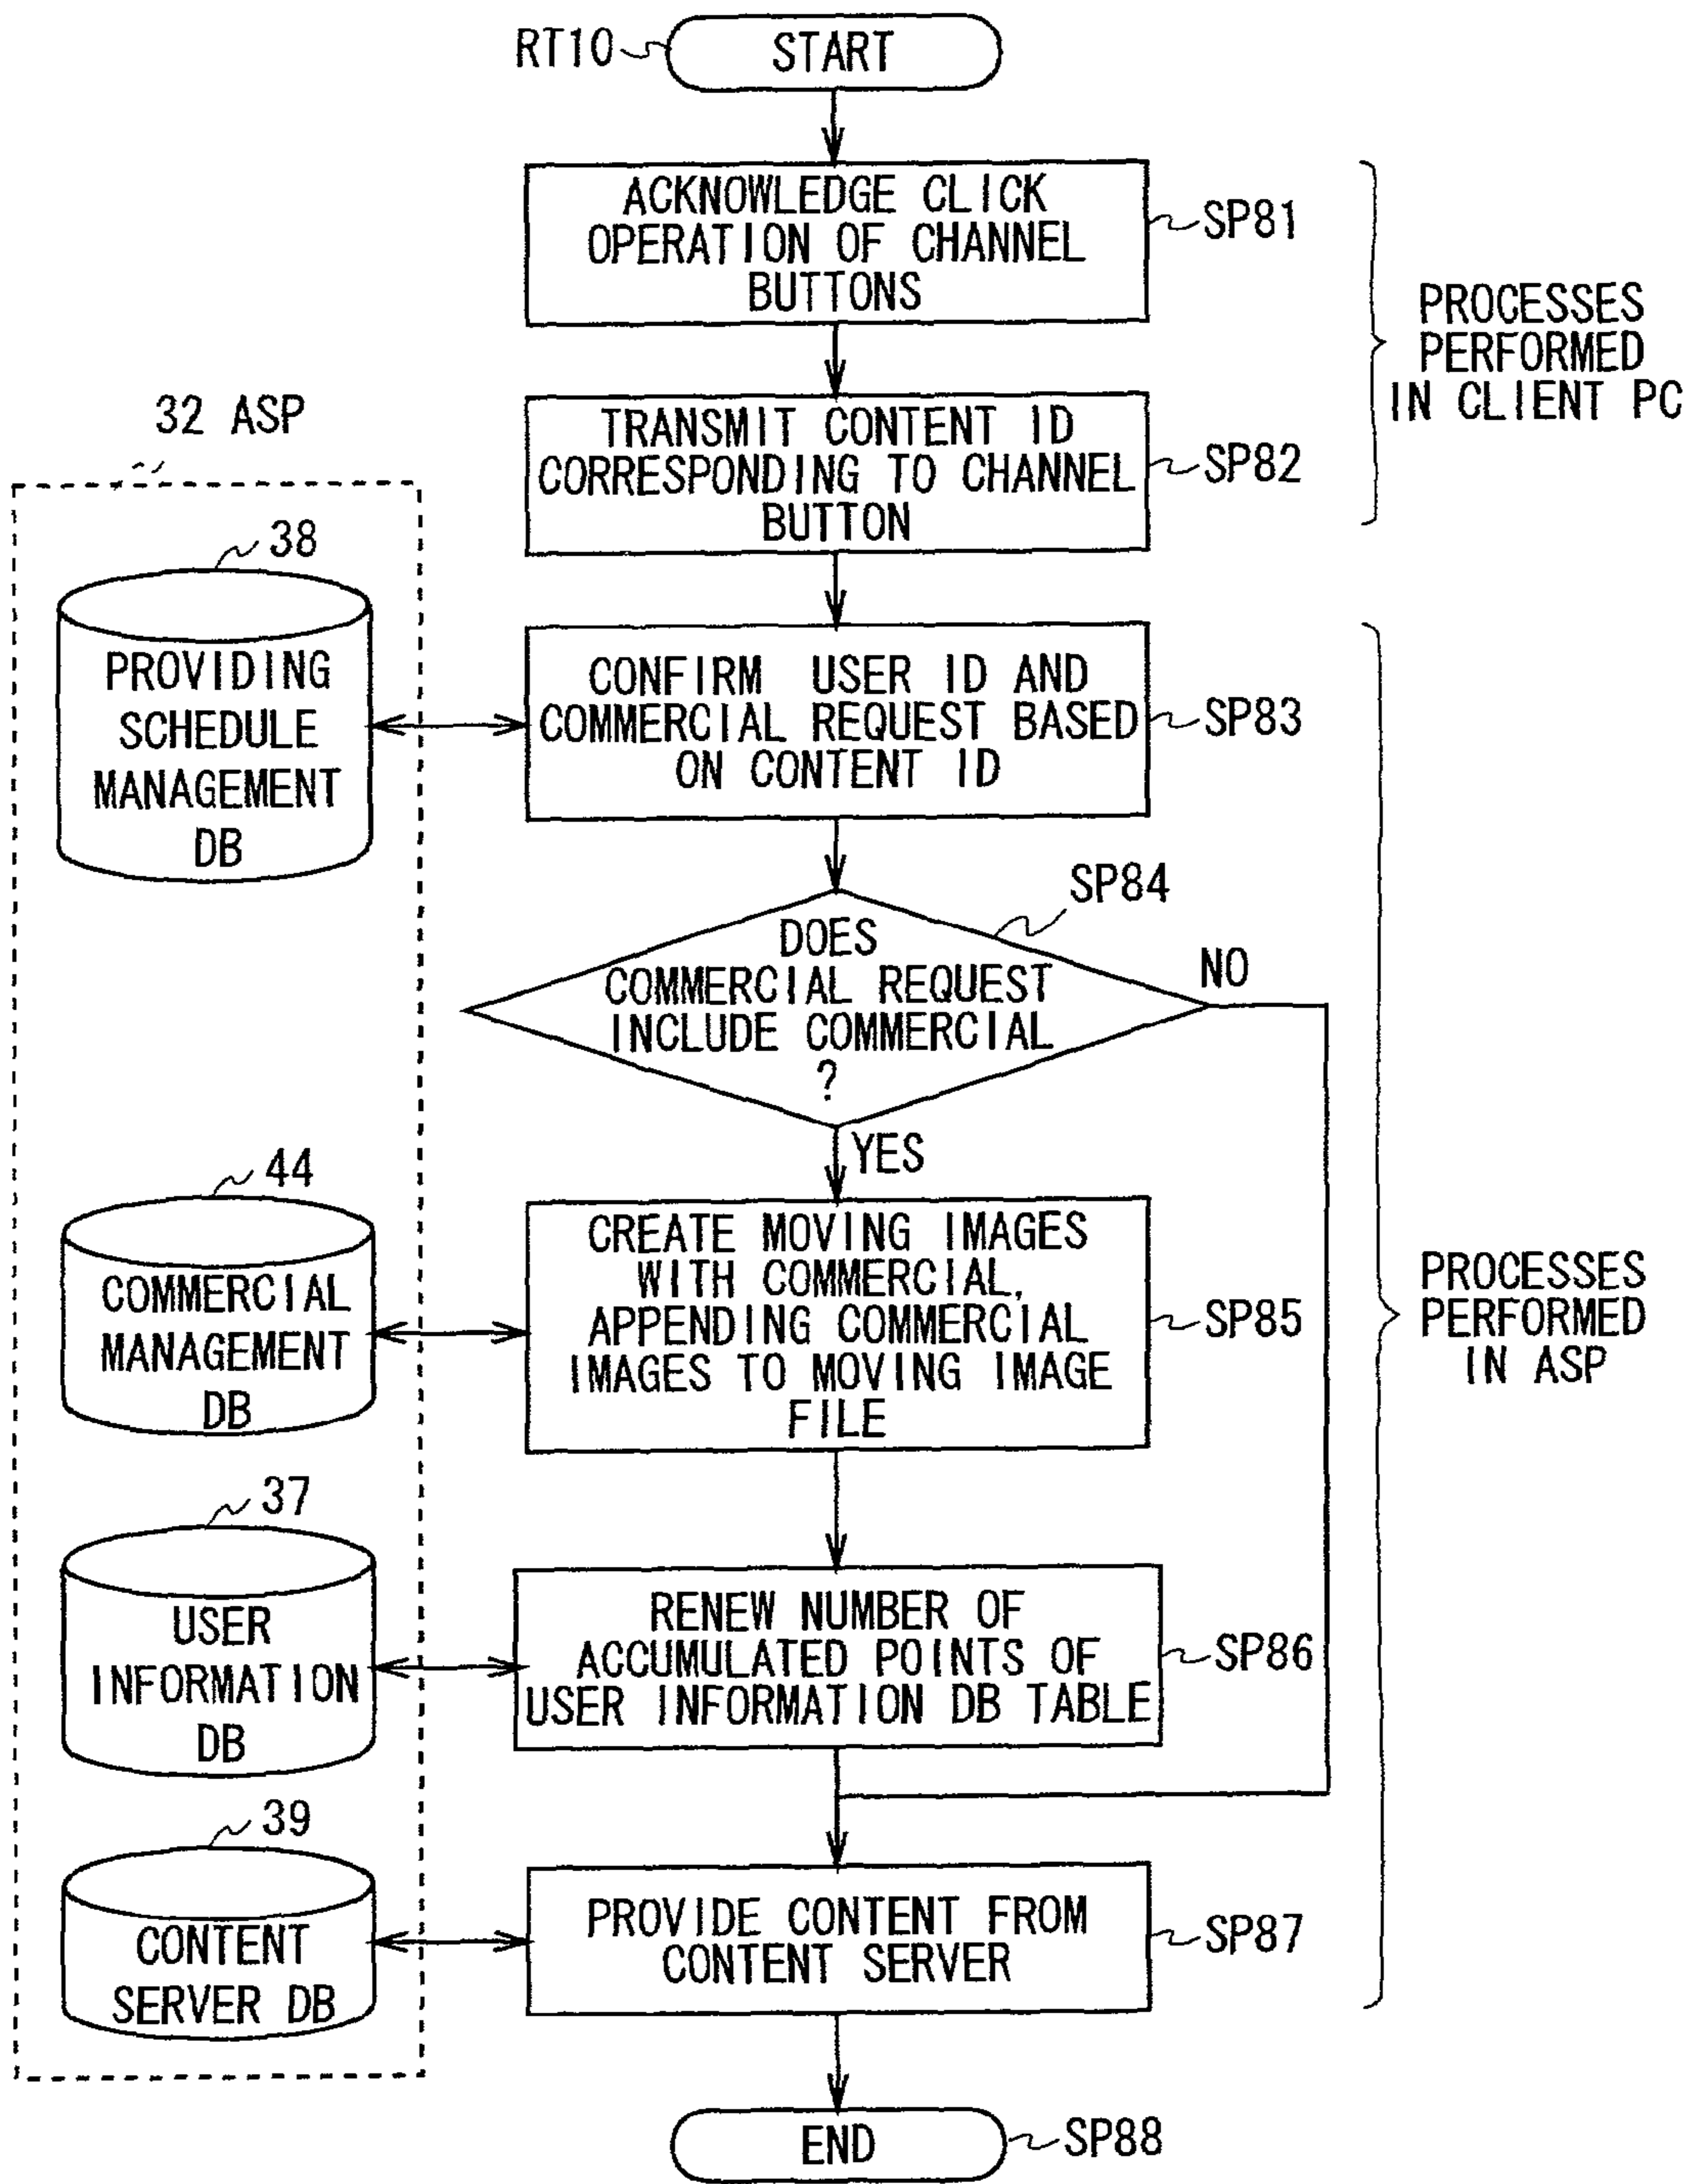 RT10
START
ACKNOWLEDGE CLICK
OPERATION OF CHANNEL
BUTTONS
SP81
PROCESSES
PERFORMED
IN CLIENT PC
TRANSMIT CONTENT ID
CORRESPONDING TO CHANNEL
BUTTON
SP82
32 ASP
38
PROVIDING
SCHEDULE
MANAGEMENT
DB
CONFIRM USER ID AND
COMMERCIAL REQUEST BASED
ON CONTENT ID
SP83
SP84
DOES
COMMERCIAL REQUEST
INCLUDE COMMERCIAL
?
NO
YES
44
COMMERCIAL
MANAGEMENT
DB
CREATE MOVING IMAGES
WITH COMMERCIAL,
APPENDING COMMERCIAL
IMAGES TO MOVING IMAGE
FILE
SP85
PROCESSES
PERFORMED
IN ASP
37
USER
INFORMATION
DB
RENEW NUMBER OF
ACCUMULATED POINTS OF
USER INFORMATION DB TABLE
SP86
39
CONTENT
SERVER DB
PROVIDE CONTENT FROM
CONTENT SERVER
SP87
END
SP88